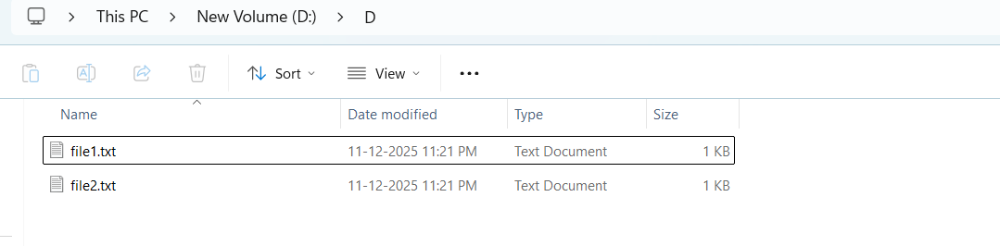 This PC > New Volume (D:) > D
Sort View
Name Date modified Type Size
file1.txt 11-12-2025 11:21 PM Text Document 1 KB
file2.txt 11-12-2025 11:21 PM Text Document 1 KB